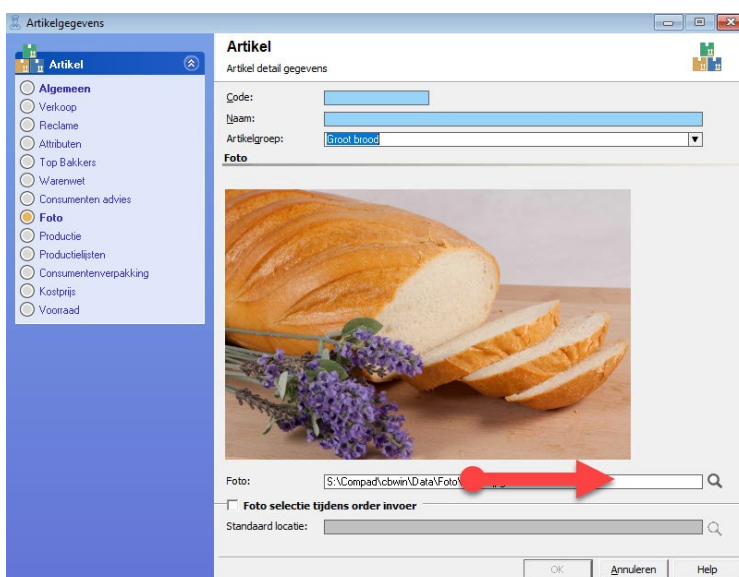 Artikelgegevens
Artikel
Algemeen
Verkoop
Reclame
Attributen
Top Bakkers
Warenwet
Consumenten advies
Foto
Productie
Productielijsten
Consumentenverpakking
Kostprijs
Voorraad
Artikel
Artikel detail gegevens
Code:
Naam:
Artikelgroep: Groot brood
Foto
Foto: S:\Compad\cbwin\Data\Foto\
Foto selectie tijdens order invoer
Standaard locatie:
OK Annuleren Help